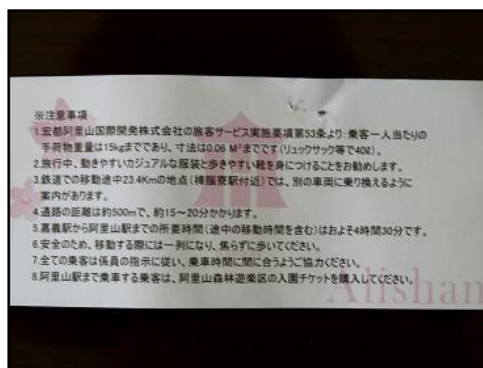 ※注意事項
1.宏都阿里山国際開発株式会社の旅客サービス実施要項第53条より:乗客一人当たりの
手荷物重量は15kgまでであり、寸法は0.06 M³までです(リュックサック等で40ℓ)。
2.旅行中、動きやすいカジュアルな服装と歩きやすい靴を身につけることをお勧めします。
3.鉄道での移動途中23.4Kmの地点(樟脳寮駅付近)では、別の車両に乗り換えるように
案内があります。
4.通路の距離は約500mで、約15~20分かかります。
5.嘉義駅から阿里山駅までの所要時間(途中の移動時間を含む)はおよそ4時間30分です。
6.安全のため、移動する際には一列になり、焦らずに歩いてください。
7.全ての乗客は係員の指示に従い、乗車時間に間に合うようご協力ください。
8.阿里山駅まで乗車する乗客は、阿里山森林遊楽区の入園チケットを購入してください。
Alishan